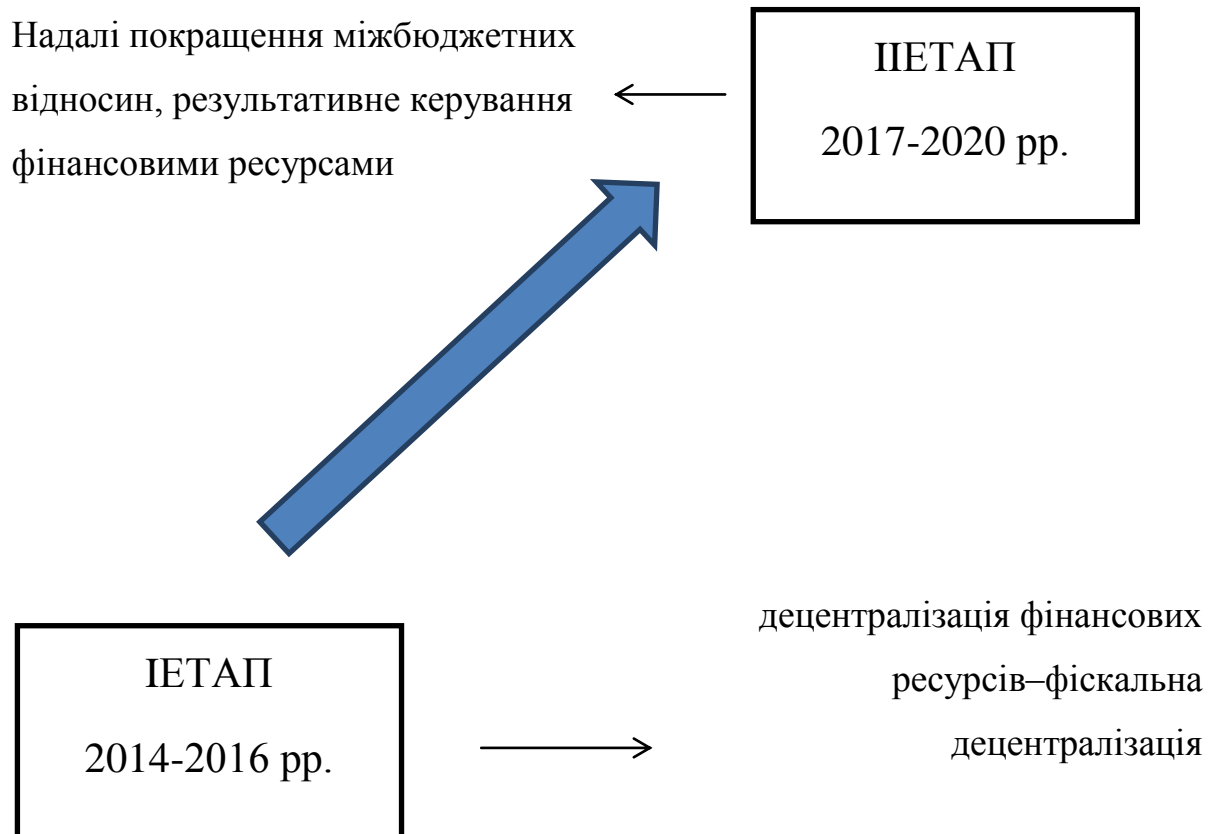 Надалі покращення міжбюджетних
відносин, результативне керування
фінансовими ресурсами
ІІЕТАП
2017-2020 рр.
децентралізація фінансових
ресурсів–фіскальна
децентралізація
ІЕТАП
2014-2016 рр.